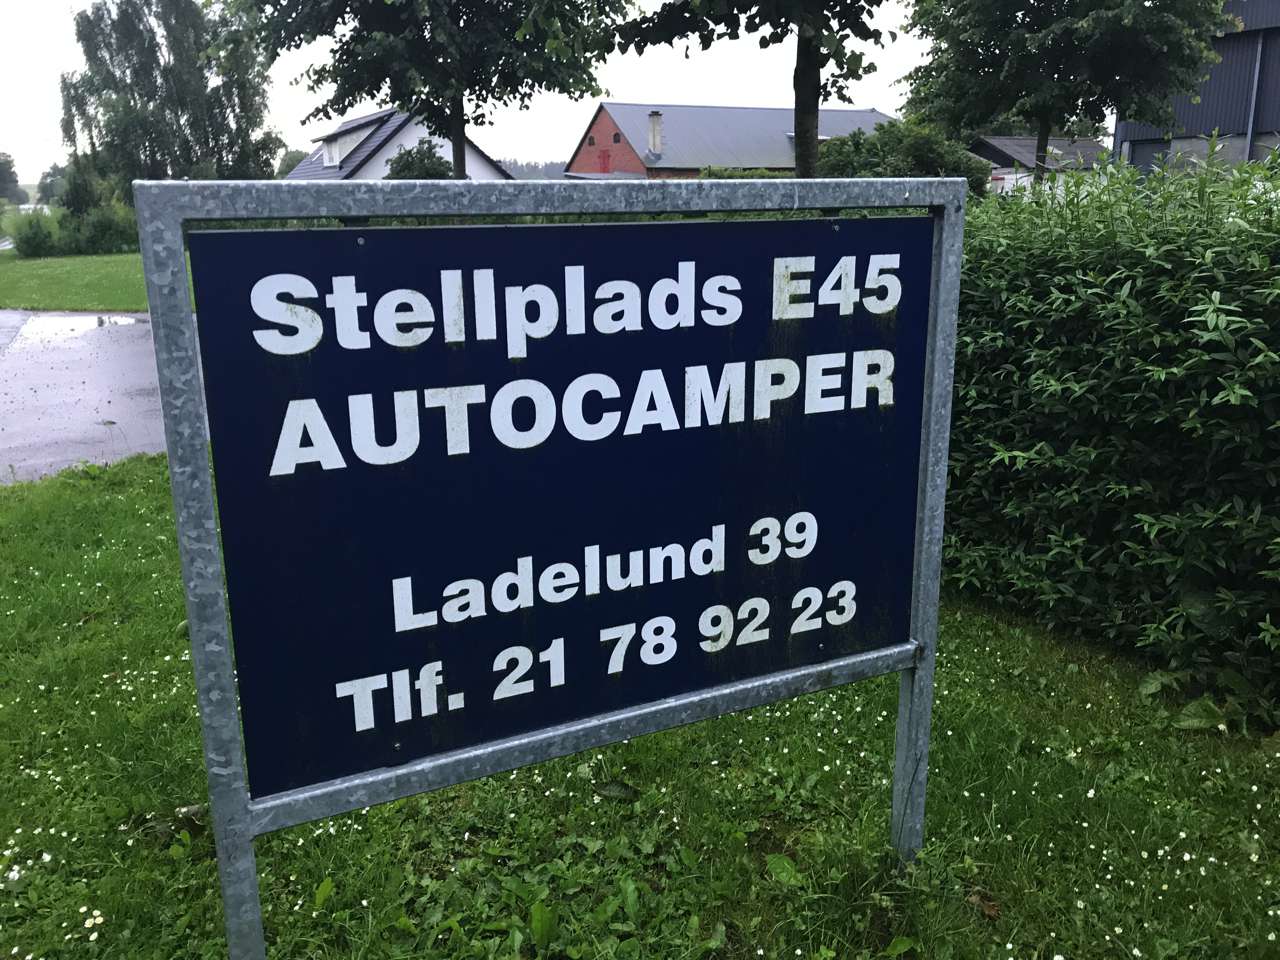 Stellplads E45
AUTOCAMPER
Ladelund 39
Tlf. 21 78 92 23